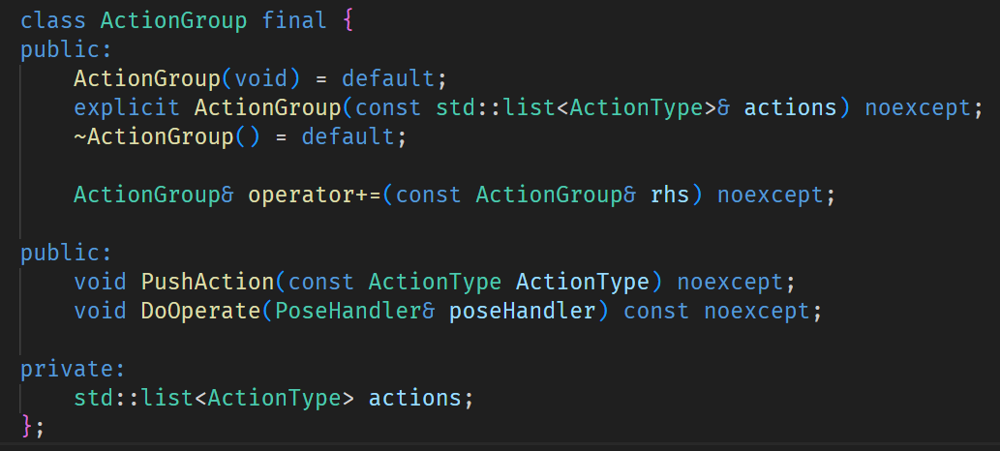 class ActionGroup final {
public:
    ActionGroup(void) = default;
    explicit ActionGroup(const std::list<ActionType>& actions) noexcept;
    ~ActionGroup() = default;

    ActionGroup& operator+=(const ActionGroup& rhs) noexcept;

public:
    void PushAction(const ActionType ActionType) noexcept;
    void DoOperate(PoseHandler& poseHandler) const noexcept;

private:
    std::list<ActionType> actions;
};